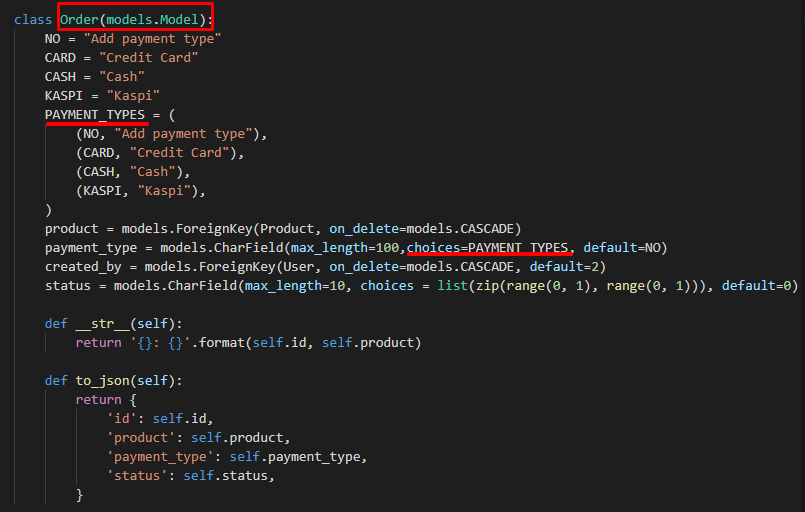 class Order(models.Model):
    NO = "Add payment type"
    CARD = "Credit Card"
    CASH = "Cash"
    KASPI = "Kaspi"
    PAYMENT_TYPES = (
        (NO, "Add payment type"),
        (CARD, "Credit Card"),
        (CASH, "Cash"),
        (KASPI, "Kaspi"),
    )
    product = models.ForeignKey(Product, on_delete=models.CASCADE)
    payment_type = models.CharField(max_length=100,choices=PAYMENT_TYPES, default=NO)
    created_by = models.ForeignKey(User, on_delete=models.CASCADE, default=2)
    status = models.CharField(max_length=10, choices = list(zip(range(0, 1), range(0, 1))), default=0)

    def __str__(self):
        return '{}: {}'.format(self.id, self.product)

    def to_json(self):
        return {
            'id': self.id,
            'product': self.product,
            'payment_type': self.payment_type,
            'status': self.status,
        }